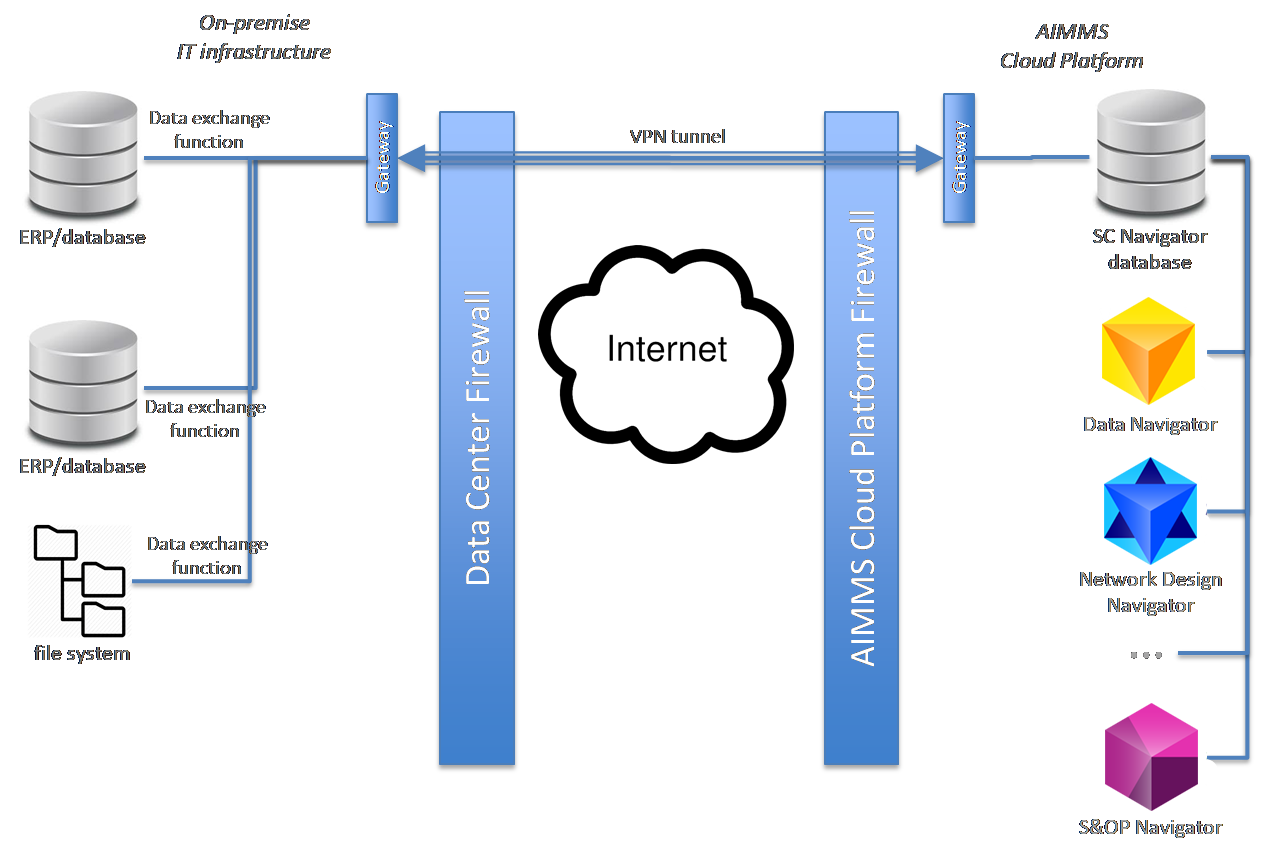 On-premise
IT infrastructure
AIMMS
Cloud Platform
Data exchange
function
Gateway
VPN tunnel
Gateway
ERP/database
SC Navigator
database
Data Center Firewall
Internet
AIMMS Cloud Platform Firewall
Data exchange
function
Data Navigator
ERP/database
Data exchange
function
Network Design
Navigator
file system
...
S&OP Navigator